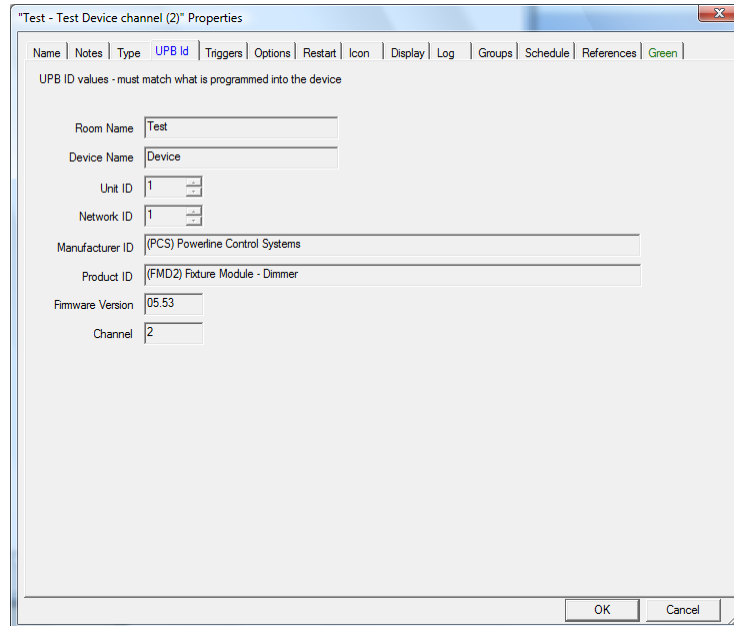 "Test - Test Device channel (2)" Properties
Name Notes Type UPB Id Triggers Options Restart Icon Display Log Groups Schedule References Green
UPB ID values - must match what is programmed into the device
Room Name Test
Device Name Device
Unit ID 1
Network ID 1
Manufacturer ID (PCS) Powerline Control Systems
Product ID (FMD2) Fixture Module - Dimmer
Firmware Version 05.53
Channel 2
OK Cancel